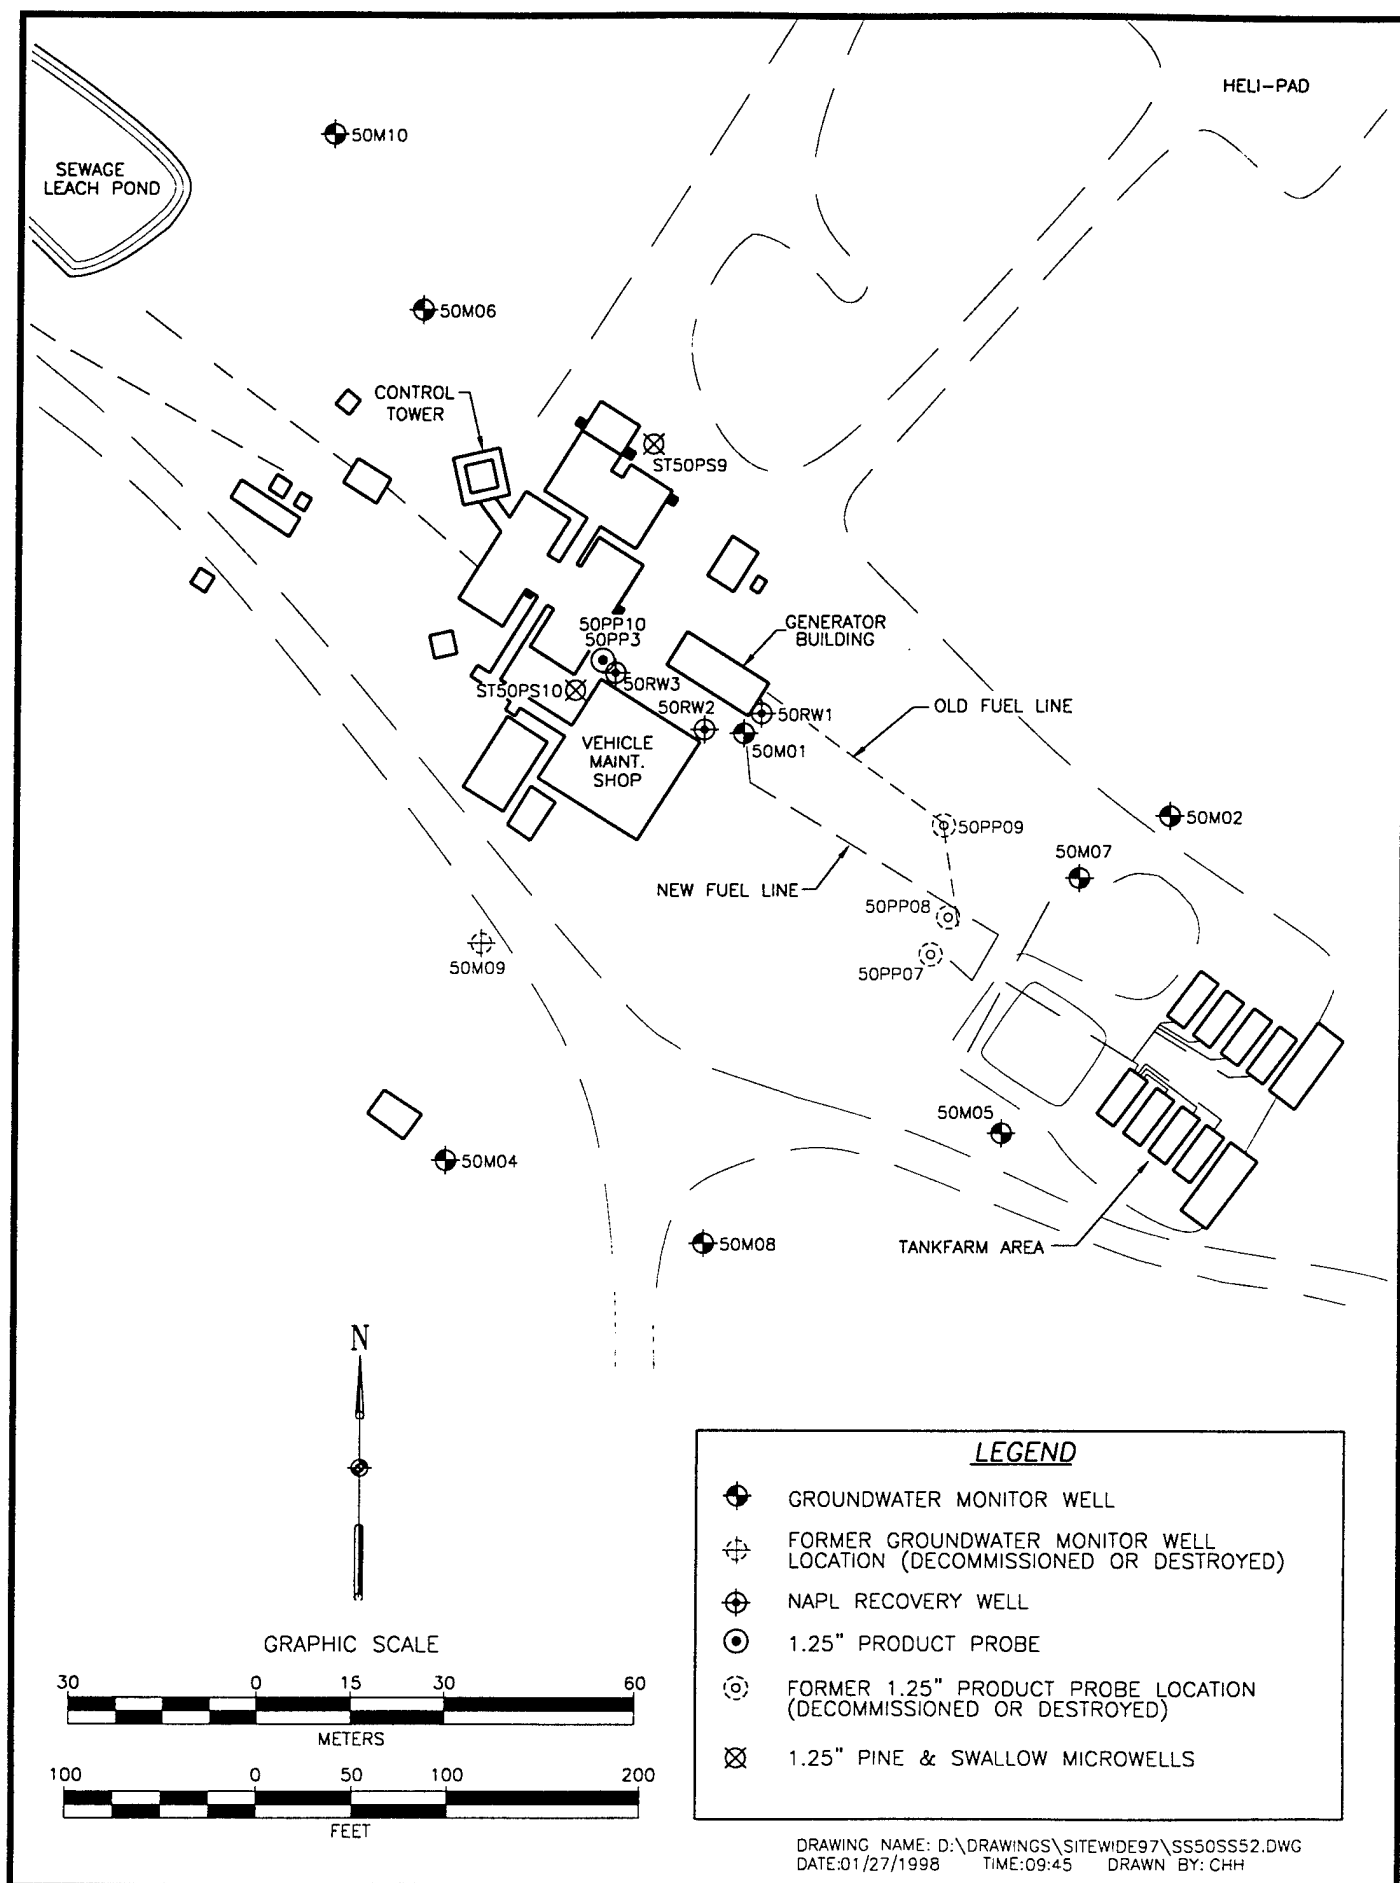 HELI-PAD
50M10
SEWAGE
LEACH POND
50M06
CONTROL
TOWER
ST50PS9
GENERATOR
BUILDING
50PP10
50PP3
50RW3
ST50PS10
50RW2
50RW1
50M01
OLD FUEL LINE
VEHICLE
MAINT.
SHOP
50PP09
50M02
50M07
NEW FUEL LINE
50PP08
50M09
50PP07
50M05
50M04
50M08
TANKFARM AREA
N
GRAPHIC SCALE
30 0 15 30 60
METERS
100 0 50 100 200
FEET
LEGEND
GROUNDWATER MONITOR WELL
FORMER GROUNDWATER MONITOR WELL
LOCATION (DECOMMISSIONED OR DESTROYED)
NAPL RECOVERY WELL
1.25" PRODUCT PROBE
FORMER 1.25" PRODUCT PROBE LOCATION
(DECOMMISSIONED OR DESTROYED)
1.25" PINE & SWALLOW MICROWELLS
DRAWING NAME: D:\DRAWINGS\SITEWIDE97\SS50SS52.DWG
DATE:01/27/1998 TIME:09:45 DRAWN BY: CHH